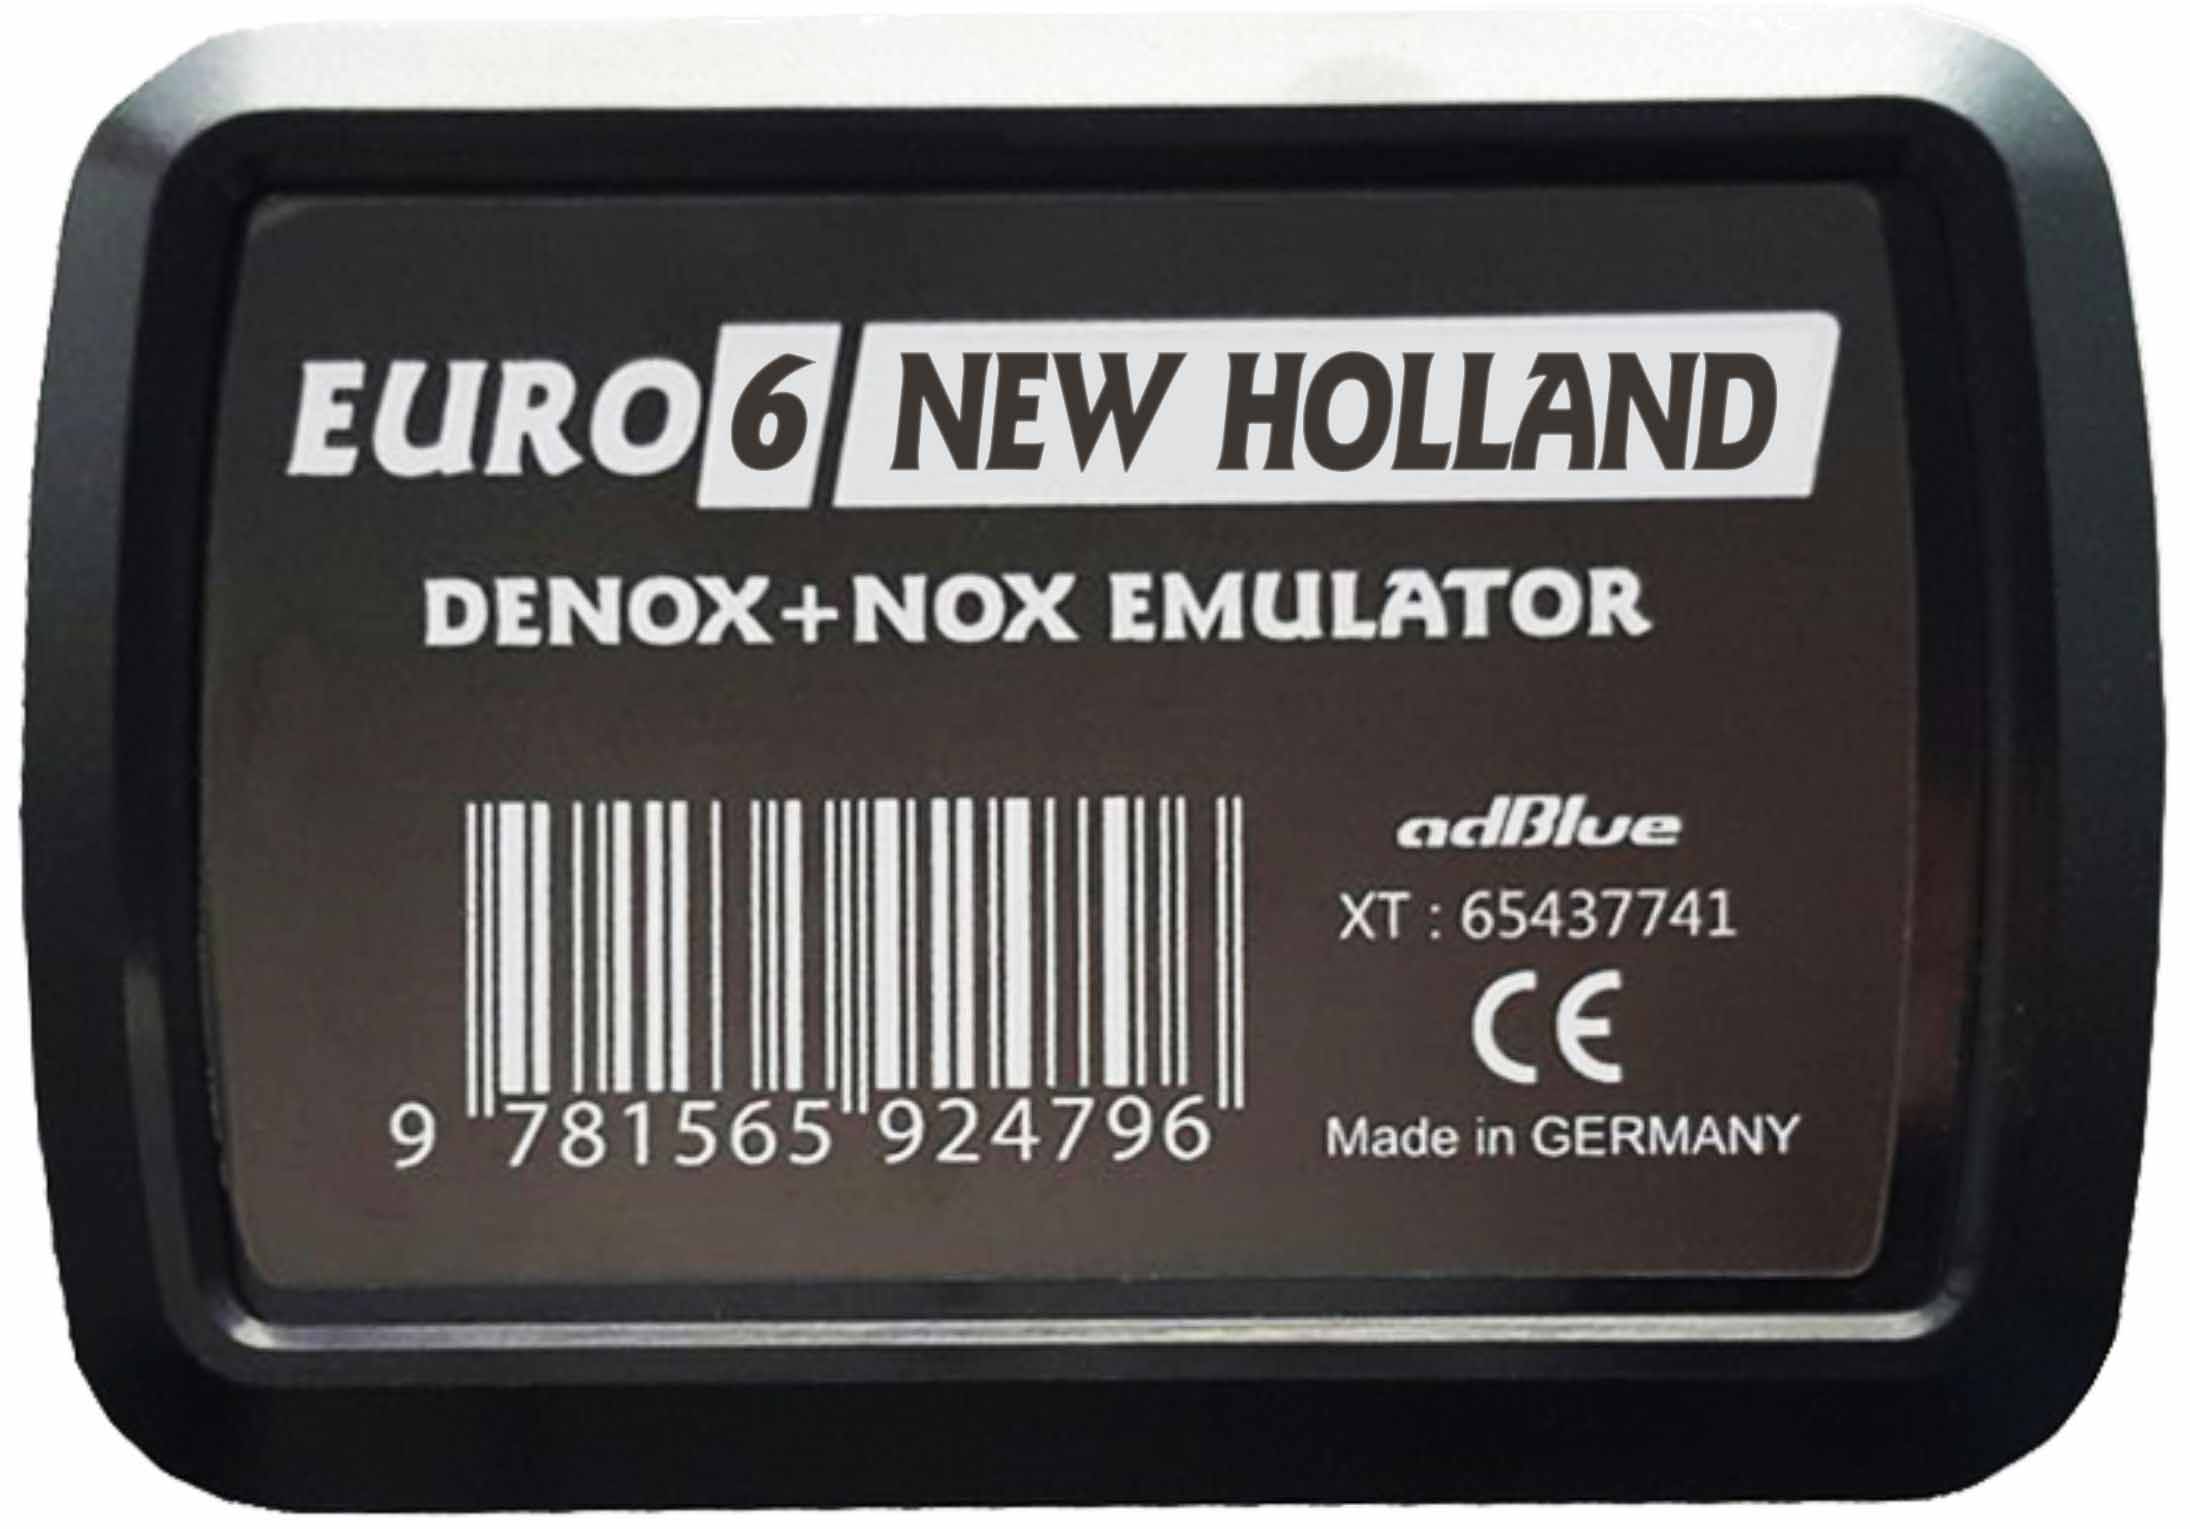 EURO 6 NEW HOLLAND
DENOX+NOX EMULATOR
adBlue
XT : 65437741
CE
Made in GERMANY
9 781565 924796